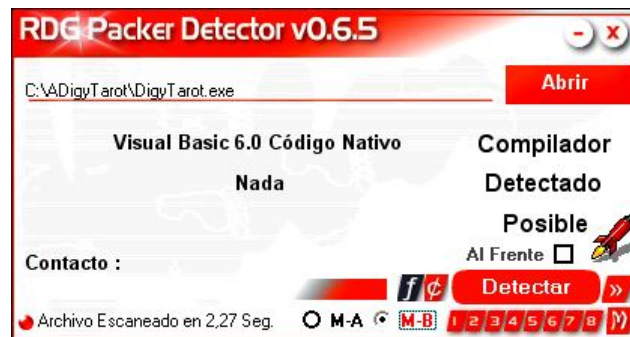 RDG Packer Detector v0.6.5
- x
C:\ADigyTarot\DigyTarot.exe
Abrir
Visual Basic 6.0 Código Nativo Compilador
Nada Detectado
Posible
Al Frente
Contacto :
f ¢ Detectar »
Archivo Escaneado en 2,27 Seg. M-A M-B 1 2 3 4 5 6 7 8